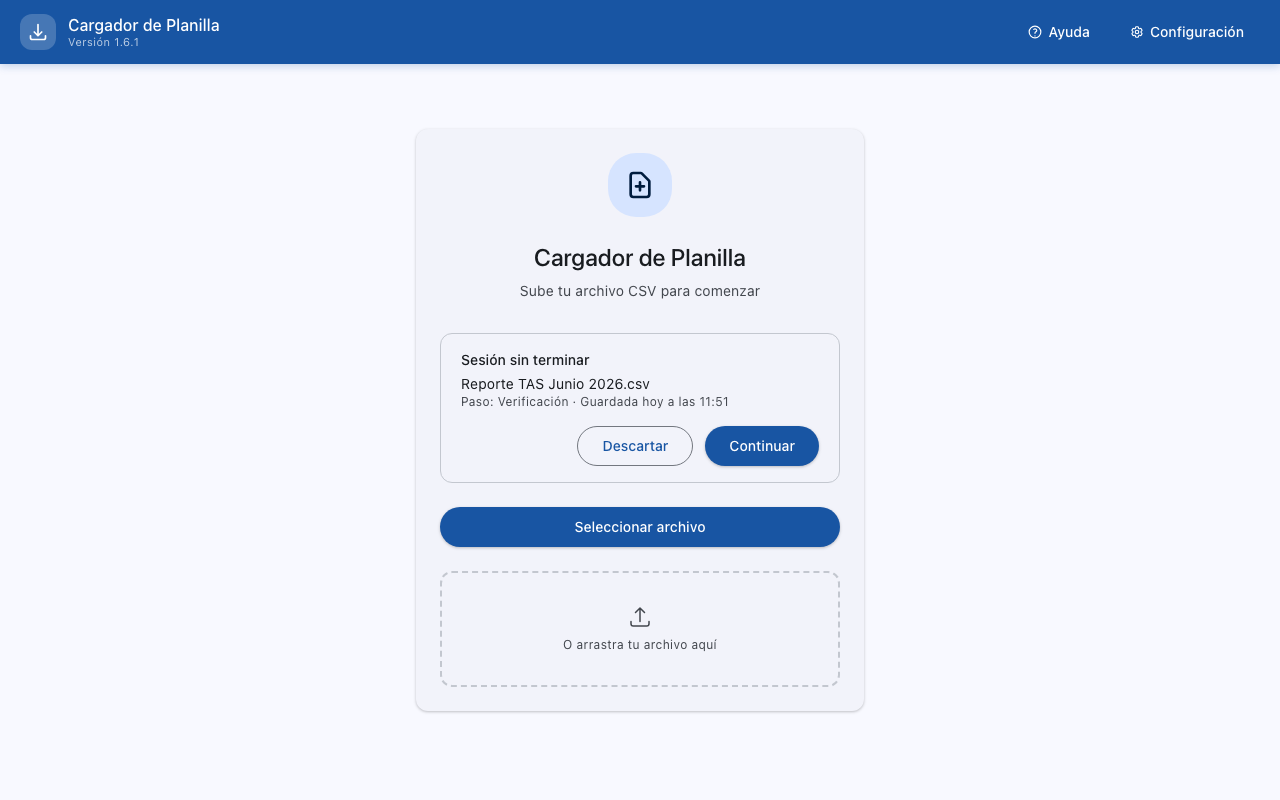 Cargador de Planilla
Versión 1.6.1
Ayuda
Configuración
Cargador de Planilla
Sube tu archivo CSV para comenzar
Sesión sin terminar
Reporte TAS Junio 2026.csv
Paso: Verificación · Guardada hoy a las 11:51
Descartar
Continuar
Seleccionar archivo
O arrastra tu archivo aquí